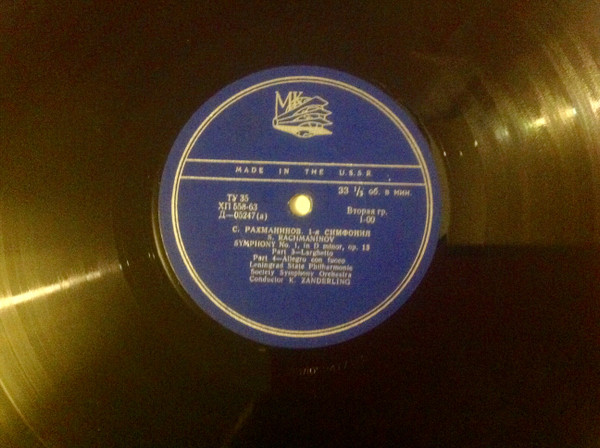 МК
MADE IN THE U.S.S.R.
33 1/3 об. в мин.
ТУ 35
ХП 558-63
Д—05247(а)
Вторая гр.
1-00
С. РАХМАНИНОВ. 1-я СИМФОНИЯ
S. RACHMANINOV
SYMPHONY No. 1, in D minor, op. 13
Part 3—Larghetto
Part 4—Allegro con fuoco
Leningrad State Philharmonic
Society Symphony Orchestra
Conductor K. ZANDERLING